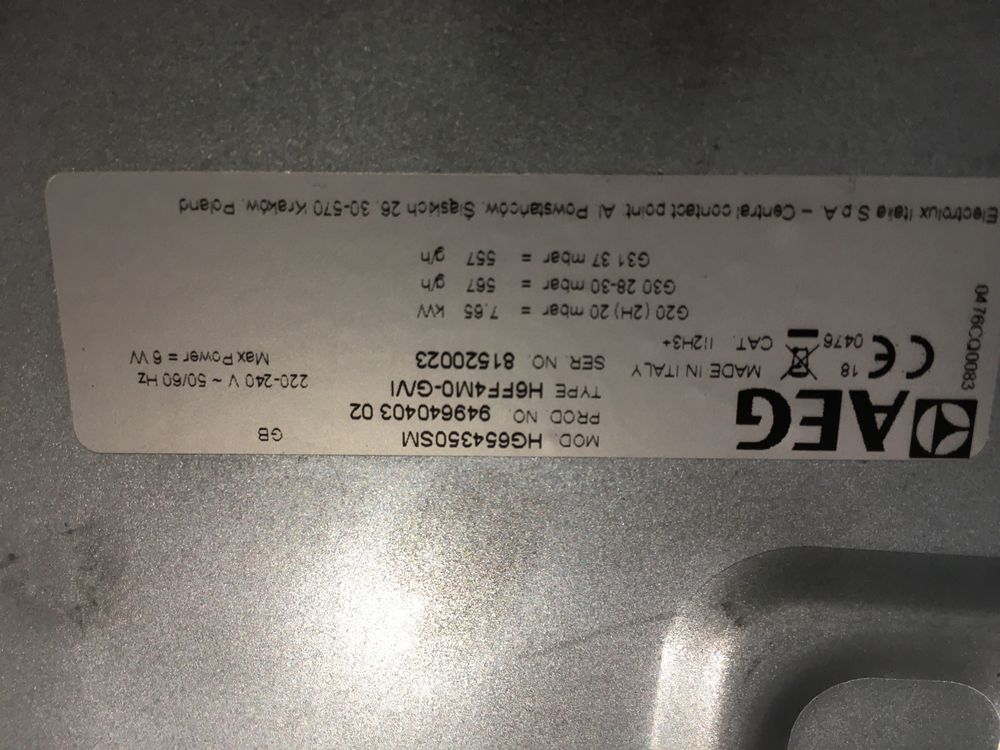 AEG
MOD. HG654350SM
PROD NO. 949640403 02
TYPE H6FF4M0-G/VI
SER. NO. 81520023
GB
220-240 V ~ 50/60 Hz
Max Power = 6 W
MADE IN ITALY
18
0476
CE
CAT. II2H3+
0476CQ0083
G20 (2H) 20 mbar = 7.65 kW
G30 28-30 mbar = 567 g/h
G31 37 mbar = 557 g/h
Electrolux Italia S.p.A. – Central contact point Al. Powstańców. Śląskich 26. 30-570 Kraków. Poland